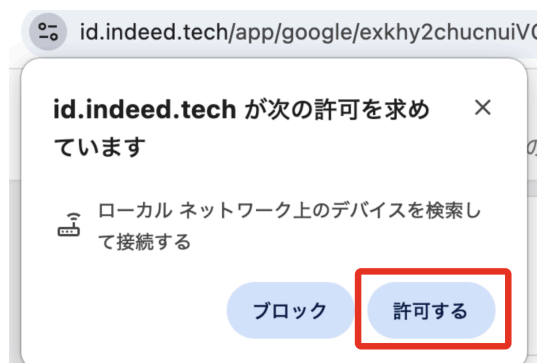 id.indeed.tech/app/google/exkhy2chucnuiV
id.indeed.tech が次の許可を求め
ています
ローカル ネットワーク上のデバイスを検索し
て接続する
ブロック
許可する